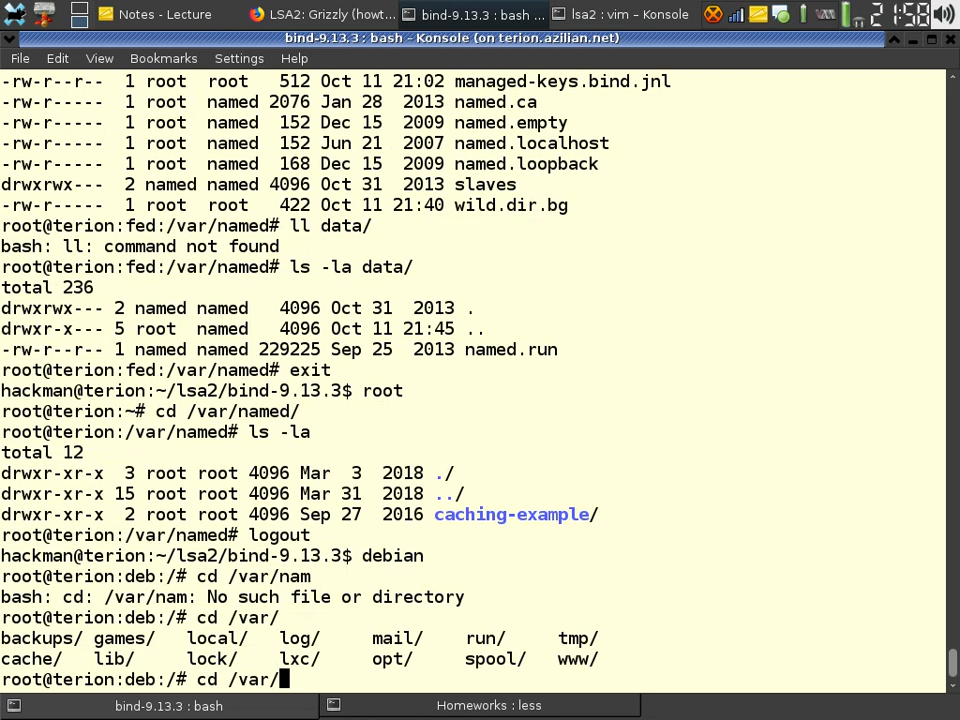 Notes - Lecture
LSA2: Grizzly (howt...
bind-9.13.3 : bash ...
lsa2 : vim - Konsole
2 1:58
bind-9.13.3 : bash – Konsole (on terion.azilian.net)
File Edit View Bookmarks Settings Help
-rw-r--r-- 1 root root 512 Oct 11 21:02 managed-keys.bind.jnl
-rw-r----- 1 root named 2076 Jan 28 2013 named.ca
-rw-r----- 1 root named 152 Dec 15 2009 named.empty
-rw-r----- 1 root named 152 Jun 21 2007 named.localhost
-rw-r----- 1 root named 168 Dec 15 2009 named.loopback
drwxrwx--- 2 named named 4096 Oct 31 2013 slaves
-rw-r----- 1 root root 422 Oct 11 21:40 wild.dir.bg
root@terion:fed:/var/named# ll data/
bash: ll: command not found
root@terion:fed:/var/named# ls -la data/
total 236
drwxrwx--- 2 named named 4096 Oct 31 2013 .
drwxr-x--- 5 root named 4096 Oct 11 21:45 ..
-rw-r--r-- 1 named named 229225 Sep 25 2013 named.run
root@terion:fed:/var/named# exit
hackman@terion:~/lsa2/bind-9.13.3$ root
root@terion:~# cd /var/named/
root@terion:/var/named# ls -la
total 12
drwxr-xr-x 3 root root 4096 Mar 3 2018 ./
drwxr-xr-x 15 root root 4096 Mar 31 2018 ../
drwxr-xr-x 2 root root 4096 Sep 27 2016 caching-example/
root@terion:/var/named# logout
hackman@terion:~/lsa2/bind-9.13.3$ debian
root@terion:deb:/# cd /var/nam
bash: cd: /var/nam: No such file or directory
root@terion:deb:/# cd /var/
backups/ games/ local/ log/ mail/ run/ tmp/
cache/ lib/ lock/ lxc/ opt/ spool/ www/
root@terion:deb:/# cd /var/
bind-9.13.3 : bash
Homeworks : less